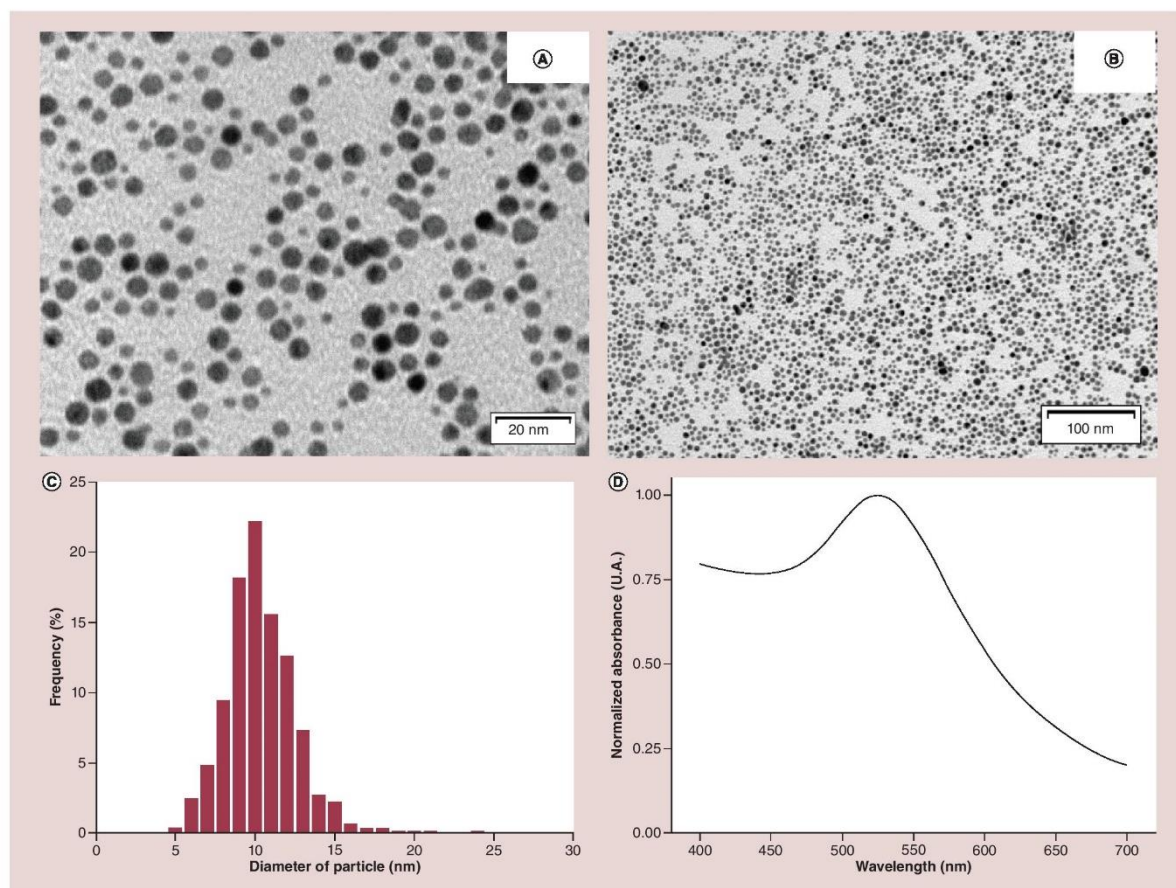 A
B
20 nm
100 nm
C
25
20
15
10
5
0
Frequency (%)
0 5 10 15 20 25 30
Diameter of particle (nm)
D
1.00
0.75
0.50
0.25
0.00
Normalized absorbance (U.A.)
400 450 500 550 600 650 700
Wavelength (nm)